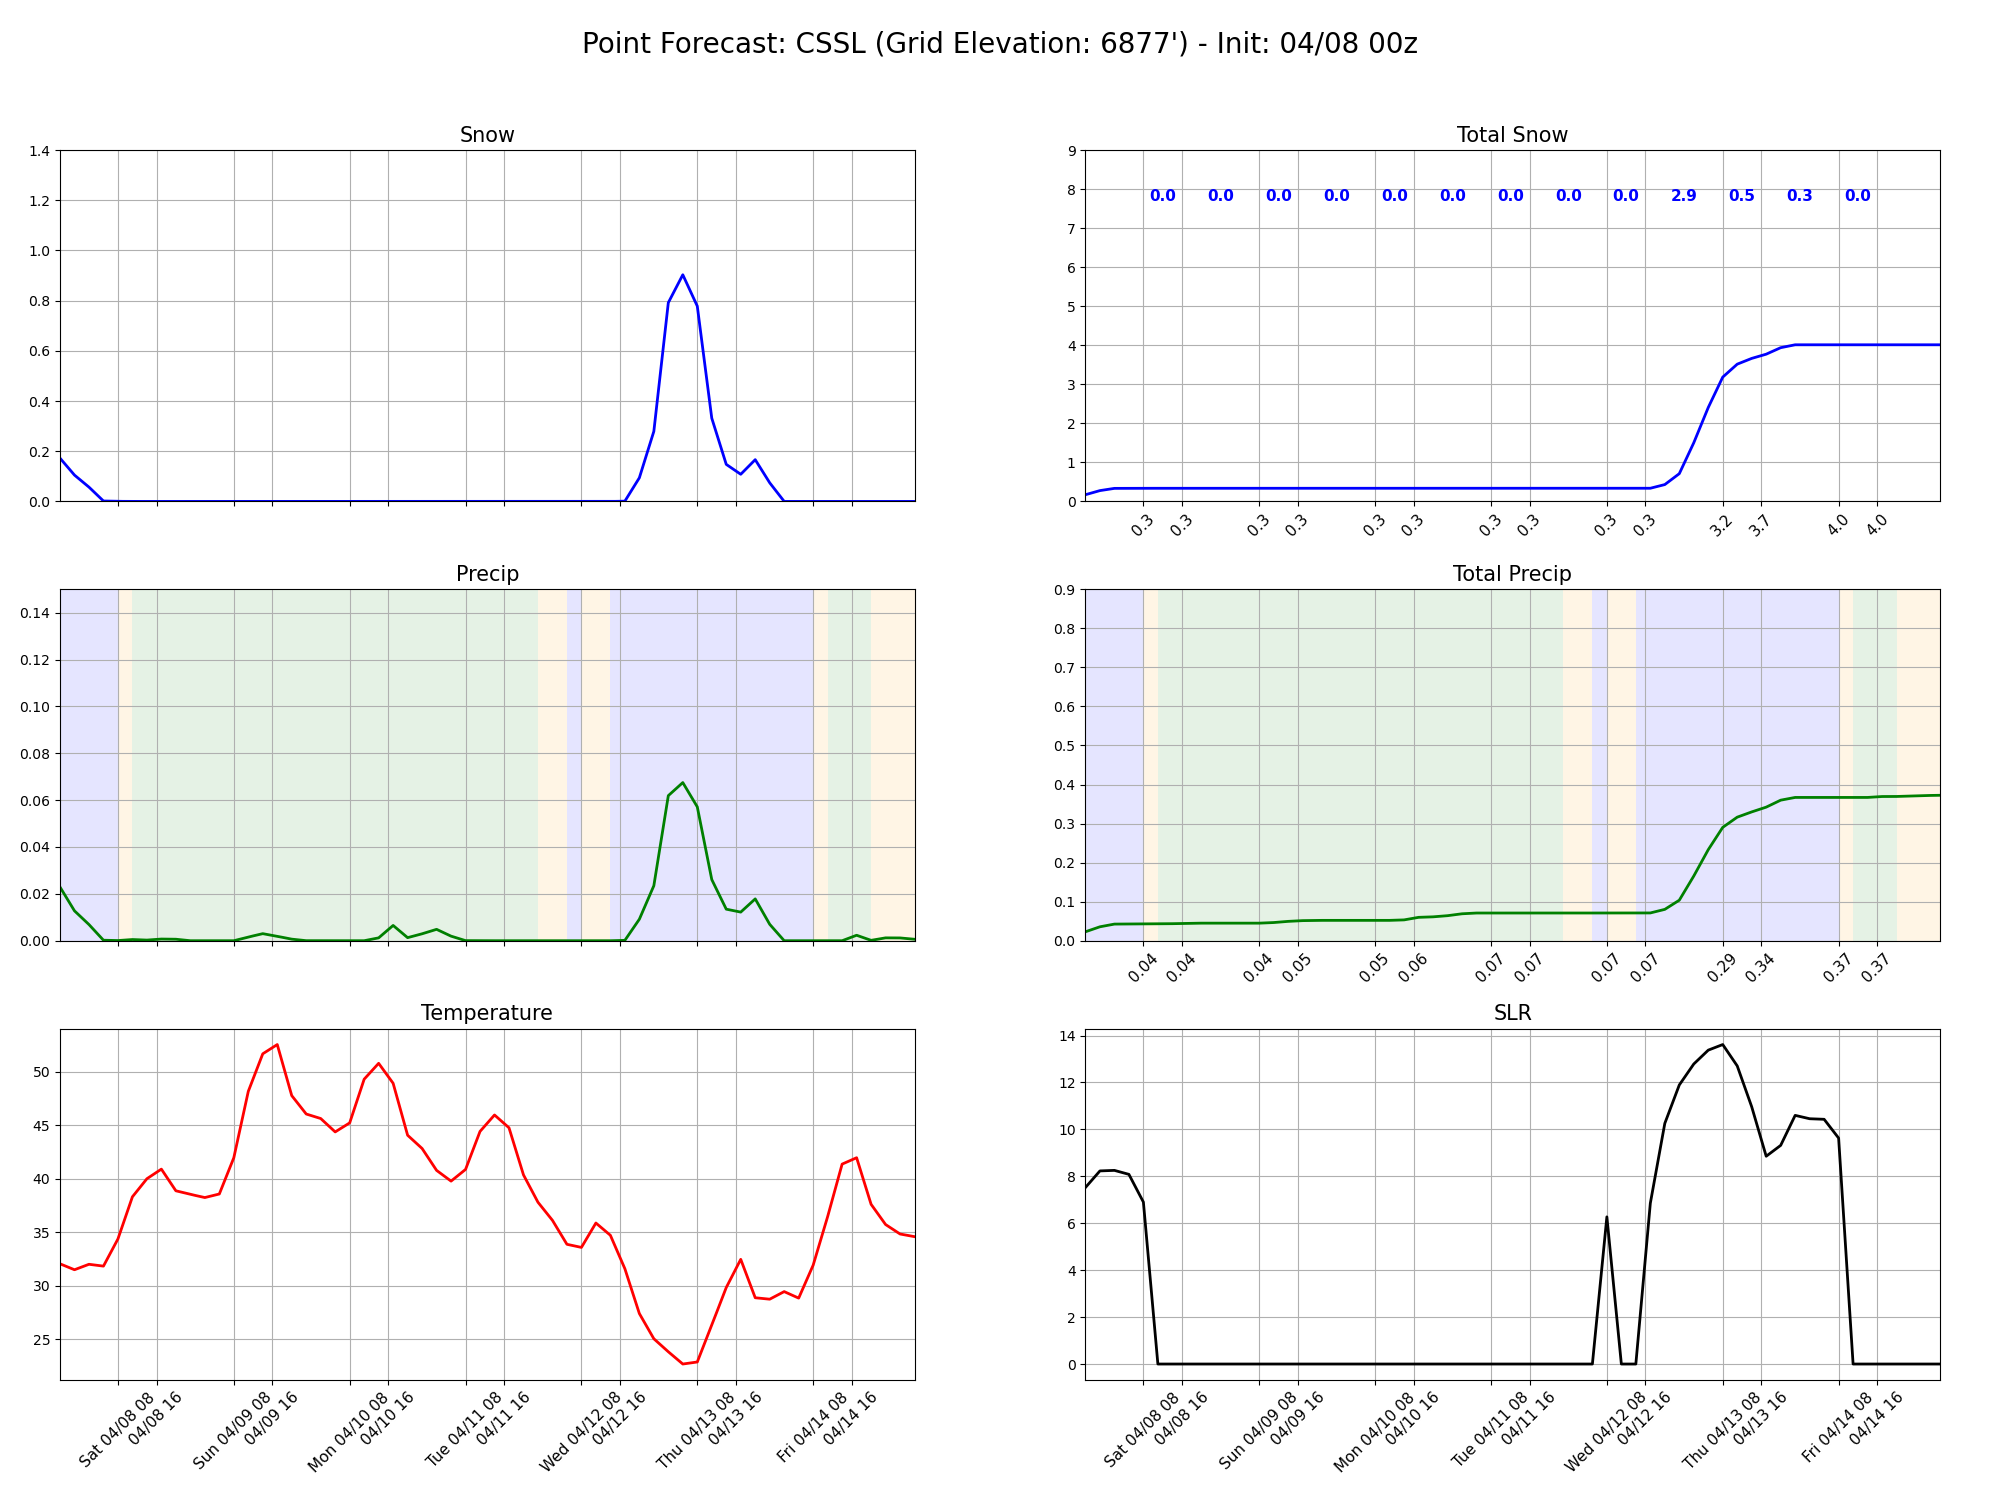 Point Forecast: CSSL (Grid Elevation: 6877') - Init: 04/08 00z
Snow
1.4
1.2
1.0
0.8
0.6
0.4
0.2
0.0
Total Snow
9
8
7
6
5
4
3
2
1
0
0.0 0.0 0.0 0.0 0.0 0.0 0.0 0.0 0.0 2.9 0.5 0.3 0.0
0.3 0.3 0.3 0.3 0.3 0.3 0.3 0.3 0.3 0.3 3.2 3.7 4.0 4.0
Precip
0.14
0.12
0.10
0.08
0.06
0.04
0.02
0.00
Total Precip
0.9
0.8
0.7
0.6
0.5
0.4
0.3
0.2
0.1
0.0
0.04 0.04 0.04 0.05 0.05 0.06 0.07 0.07 0.07 0.07 0.29 0.34 0.37 0.37
Temperature
50
45
40
35
30
25
Sat 04/08 08
04/08 16
Sun 04/09 08
04/09 16
Mon 04/10 08
04/10 16
Tue 04/11 08
04/11 16
Wed 04/12 08
04/12 16
Thu 04/13 08
04/13 16
Fri 04/14 08
04/14 16
SLR
14
12
10
8
6
4
2
0
Sat 04/08 08
04/08 16
Sun 04/09 08
04/09 16
Mon 04/10 08
04/10 16
Tue 04/11 08
04/11 16
Wed 04/12 08
04/12 16
Thu 04/13 08
04/13 16
Fri 04/14 08
04/14 16